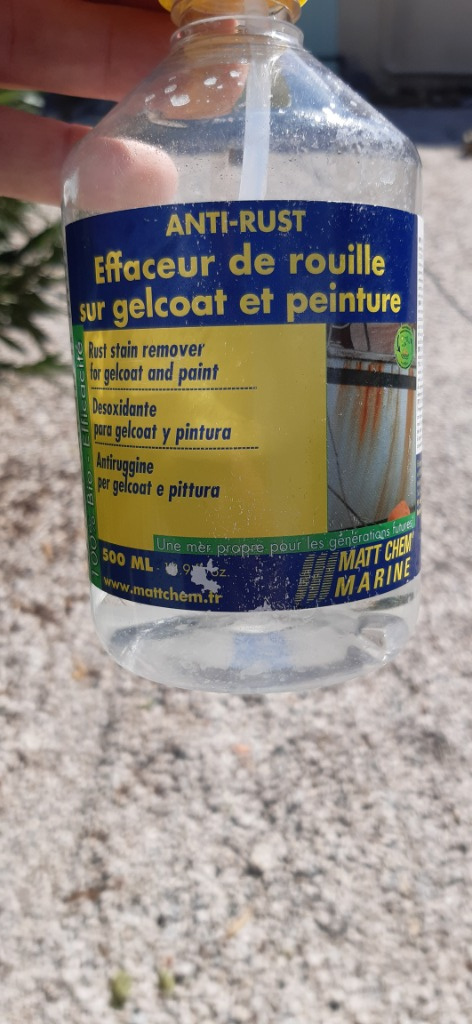 ANTI-RUST
Effaceur de rouille
sur gelcoat et peinture
Rust stain remover
for gelcoat and paint
Desoxidante
para gelcoat y pintura
Antiruggine
per gelcoat e pittura
100% Bio - Efficacité
Une mer propre pour les générations futures
500 ML
oz.
www.mattchem.fr
MATT CHEM
MARINE